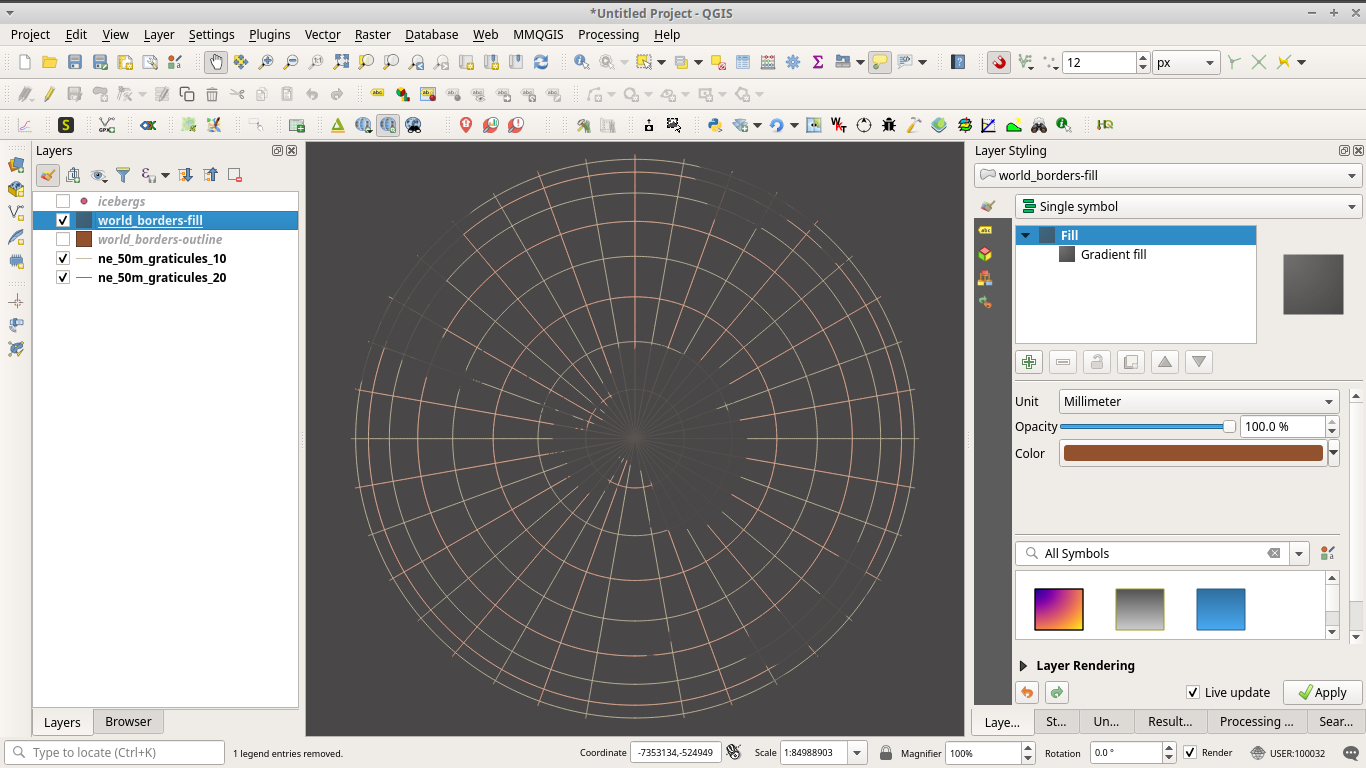 *Untitled Project - QGIS
Project Edit View Layer Settings Plugins Vector Raster Database Web MMQGIS Processing Help
12 px
Layers
icebergs
world_borders-fill
world_borders-outline
ne_50m_graticules_10
ne_50m_graticules_20
Layers Browser
Layer Styling
world_borders-fill
Single symbol
Fill
Gradient fill
Unit Millimeter
Opacity 100.0 %
Color
All Symbols
Layer Rendering
Live update Apply
Laye... St... Un... Result... Processing ... Sear...
Type to locate (Ctrl+K) 1 legend entries removed. Coordinate -7353134,-524949 Scale 1:84988903 Magnifier 100% Rotation 0.0 ° Render USER:100032